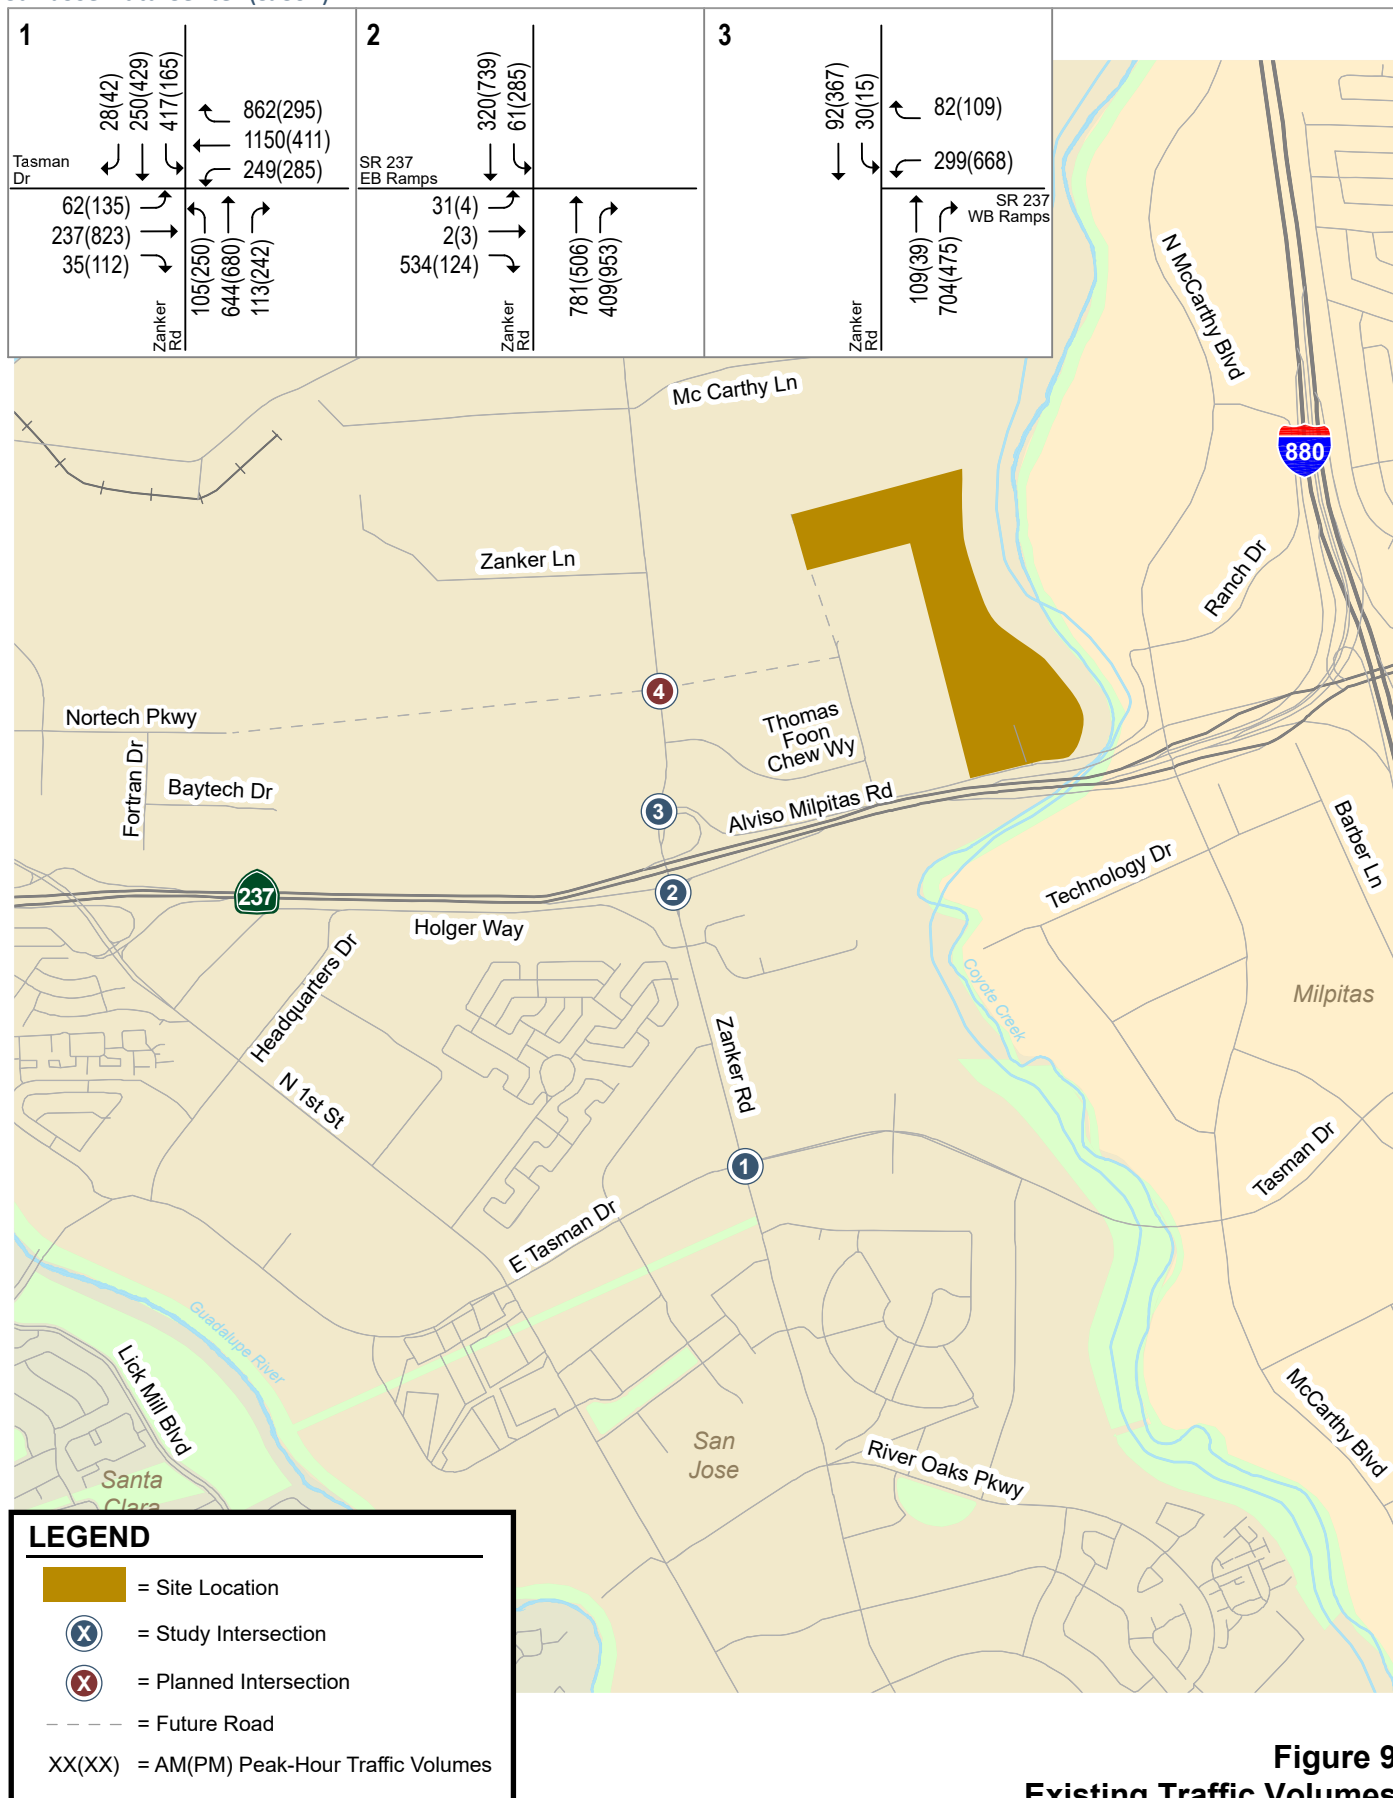 1
28(42)
250(429)
417(165)
862(295)
1150(411)
249(285)
Tasman
Dr
62(135)
237(823)
35(112)
105(250)
644(680)
113(242)
Zanker
Rd
2
320(739)
61(285)
SR 237
EB Ramps
31(4)
2(3)
534(124)
781(506)
409(953)
Zanker
Rd
3
92(367)
30(15)
82(109)
299(668)
SR 237
WB Ramps
109(39)
704(475)
Zanker
Rd
N McCarthy Blvd
Mc Carthy Ln
880
Zanker Ln
Ranch Dr
4
Nortech Pkwy
Thomas
Foon
Chew Wy
Fortran Dr
Baytech Dr
3
Alviso Milpitas Rd
Barber Ln
237
2
Technology Dr
Holger Way
Headquarters Dr
Coyote Creek
Milpitas
Zanker Rd
N 1st St
1
Tasman Dr
E Tasman Dr
Guadalupe River
Lick Mill Blvd
McCarthy Blvd
San
Jose
River Oaks Pkwy
Santa
Clara
LEGEND
= Site Location
X = Study Intersection
X = Planned Intersection
= Future Road
XX(XX) = AM(PM) Peak-Hour Traffic Volumes
Figure 9
Existing Traffic Volumes